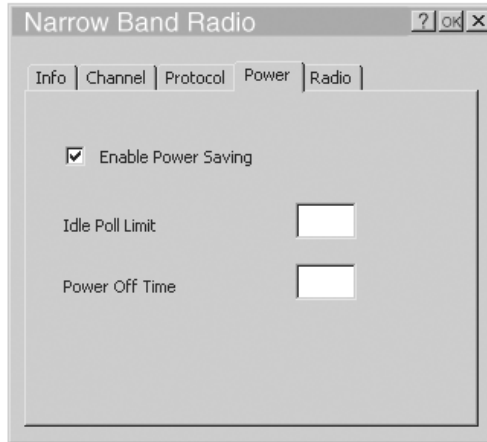 Narrow Band Radio ? OK X
Info Channel Protocol Power Radio
Enable Power Saving
Idle Poll Limit
Power Off Time